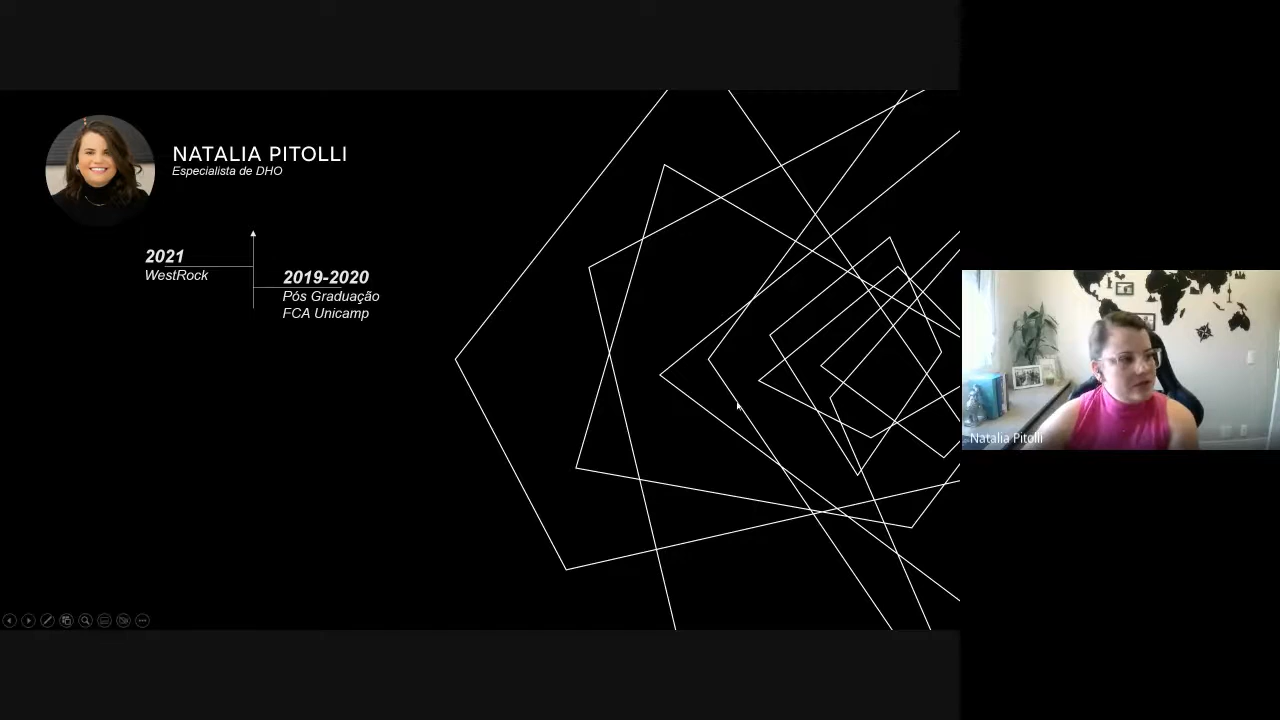 NATALIA PITOLLI
Especialista de DHO
2021
WestRock
2019-2020
Pós Graduação
FCA Unicamp
Natalia Pitolli